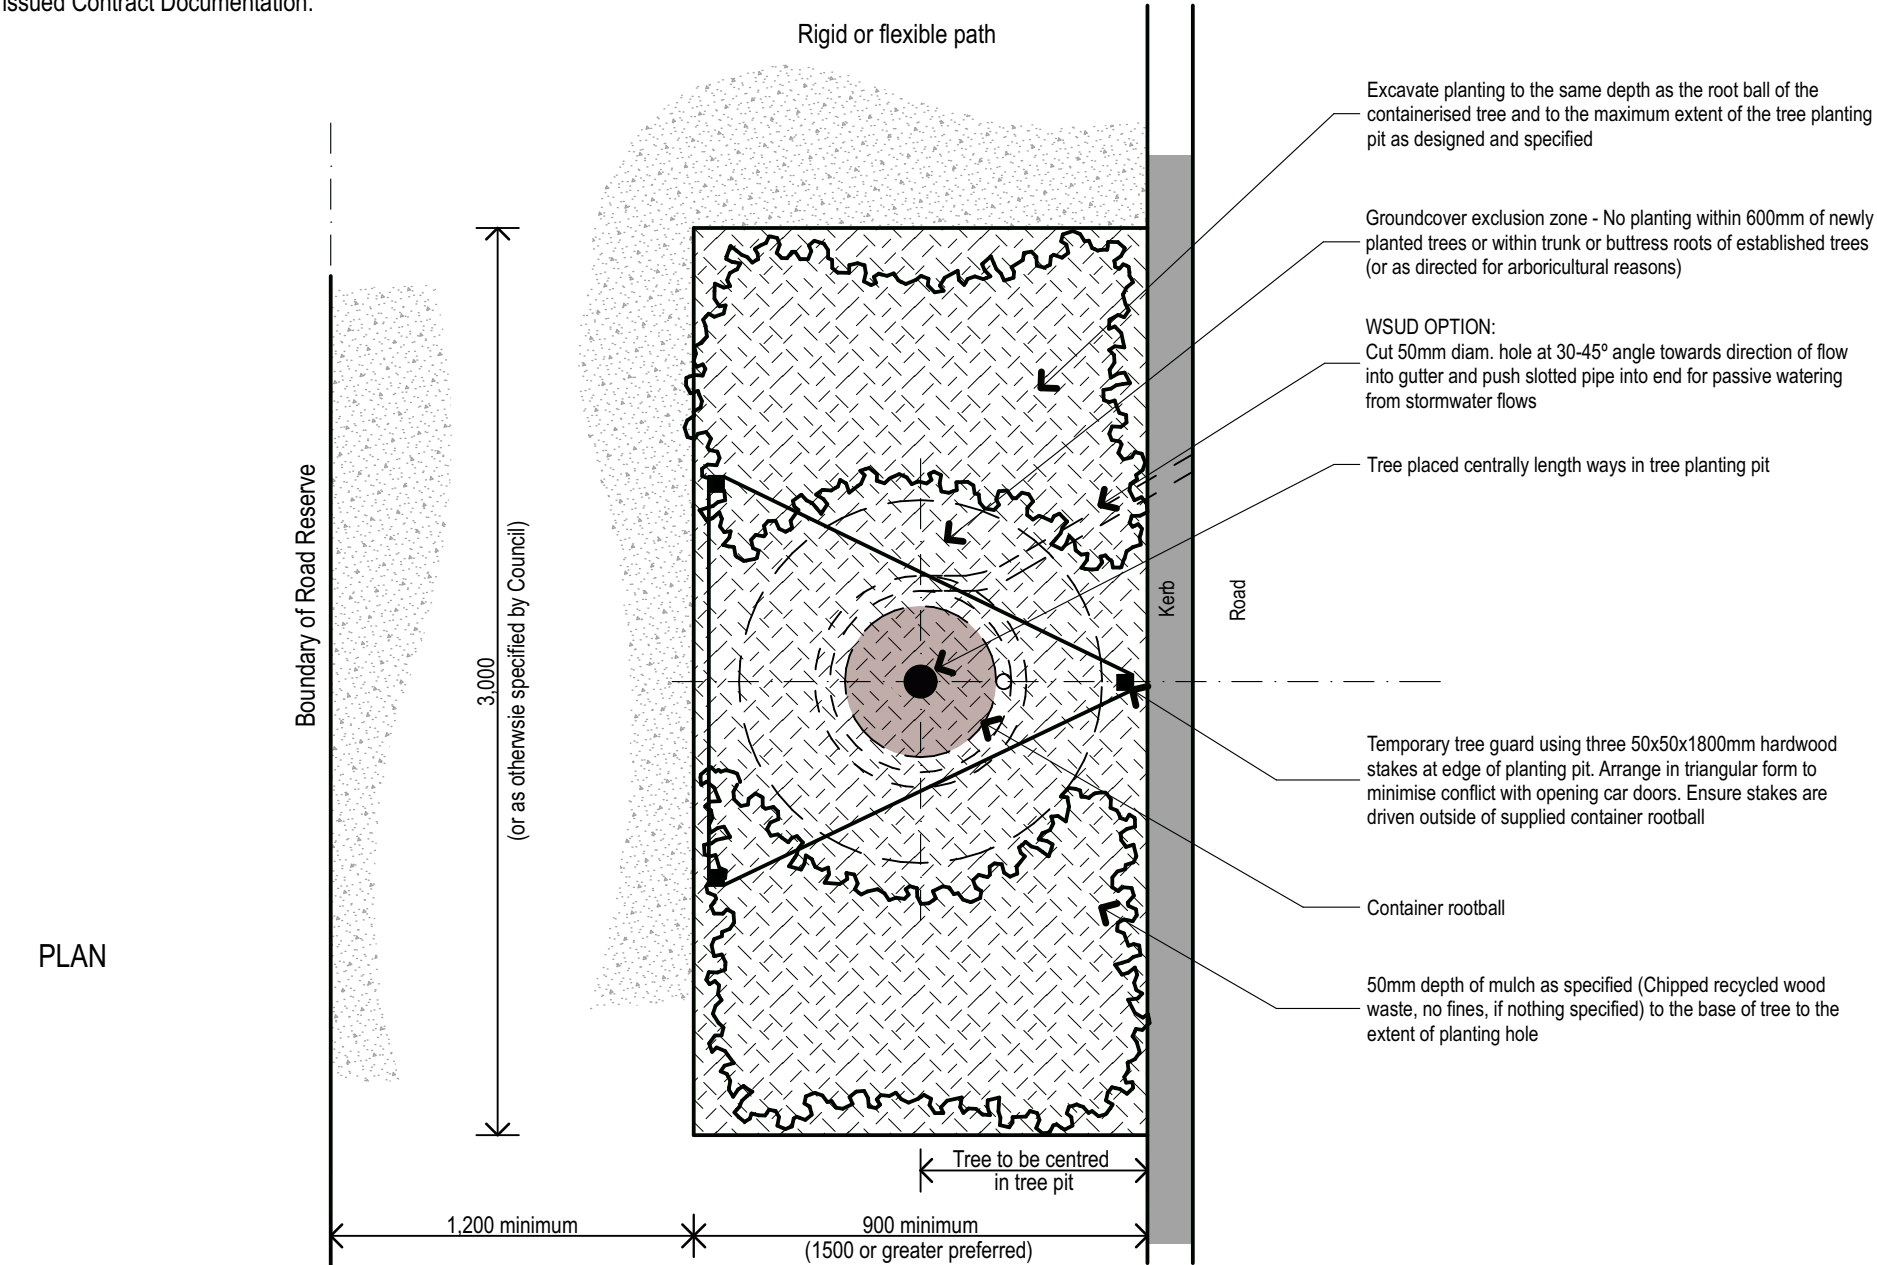 issued Contract Documentation.
Rigid or flexible path
Excavate planting to the same depth as the root ball of the
containerised tree and to the maximum extent of the tree planting
pit as designed and specified
Groundcover exclusion zone - No planting within 600mm of newly
planted trees or within trunk or buttress roots of established trees
(or as directed for arboricultural reasons)
WSUD OPTION:
Cut 50mm diam. hole at 30-45º angle towards direction of flow
into gutter and push slotted pipe into end for passive watering
from stormwater flows
Tree placed centrally length ways in tree planting pit
Boundary of Road Reserve
3,000
(or as otherwsie specified by Council)
Kerb
Road
Temporary tree guard using three 50x50x1800mm hardwood
stakes at edge of planting pit. Arrange in triangular form to
minimise conflict with opening car doors. Ensure stakes are
driven outside of supplied container rootball
Container rootball
PLAN
50mm depth of mulch as specified (Chipped recycled wood
waste, no fines, if nothing specified) to the base of tree to the
extent of planting hole
Tree to be centred
in tree pit
1,200 minimum
900 minimum
(1500 or greater preferred)